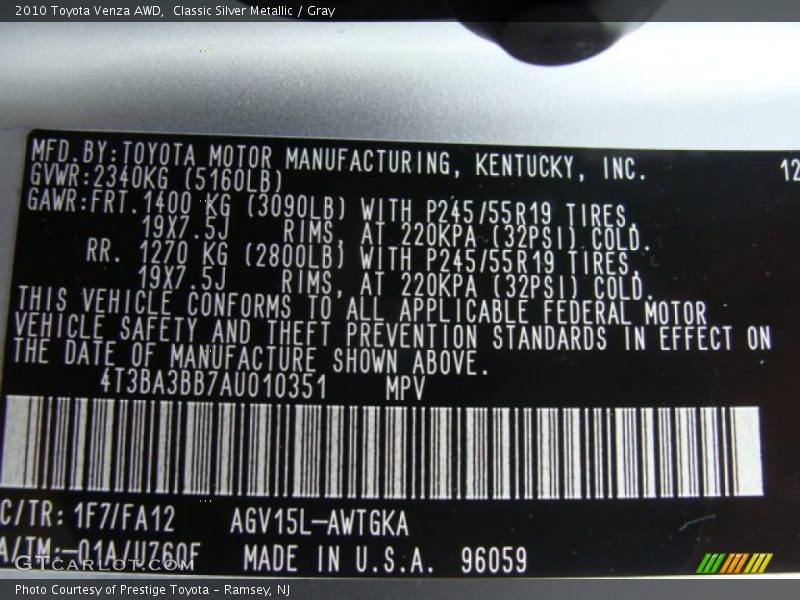 2010 Toyota Venza AWD,  Classic Silver Metallic / Gray
MFD.BY:TOYOTA MOTOR MANUFACTURING, KENTUCKY, INC. 12
GVWR:2340KG (5160LB)
GAWR:FRT.1400 KG (3090LB) WITH P245/55R19 TIRES,
19X7.5J RIMS, AT 220KPA (32PSI) COLD.
RR. 1270 KG (2800LB) WITH P245/55R19 TIRES,
19X7.5J RIMS, AT 220KPA (32PSI) COLD.
THIS VEHICLE CONFORMS TO ALL APPLICABLE FEDERAL MOTOR
VEHICLE SAFETY AND THEFT PREVENTION STANDARDS IN EFFECT ON
THE DATE OF MANUFACTURE SHOWN ABOVE.
4T3BA3BB7AU010351 MPV
C/TR: 1F7/FA12 AGV15L-AWTGKA
A/TM:-01A/U760F MADE IN U.S.A. 96059
GTCARLOT.COM
Photo Courtesy of Prestige Toyota - Ramsey, NJ